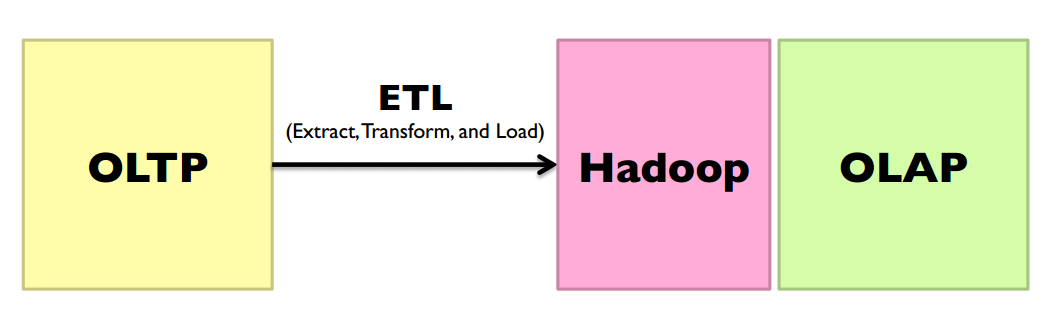 OLTP
ETL
(Extract, Transform, and Load)
Hadoop
OLAP